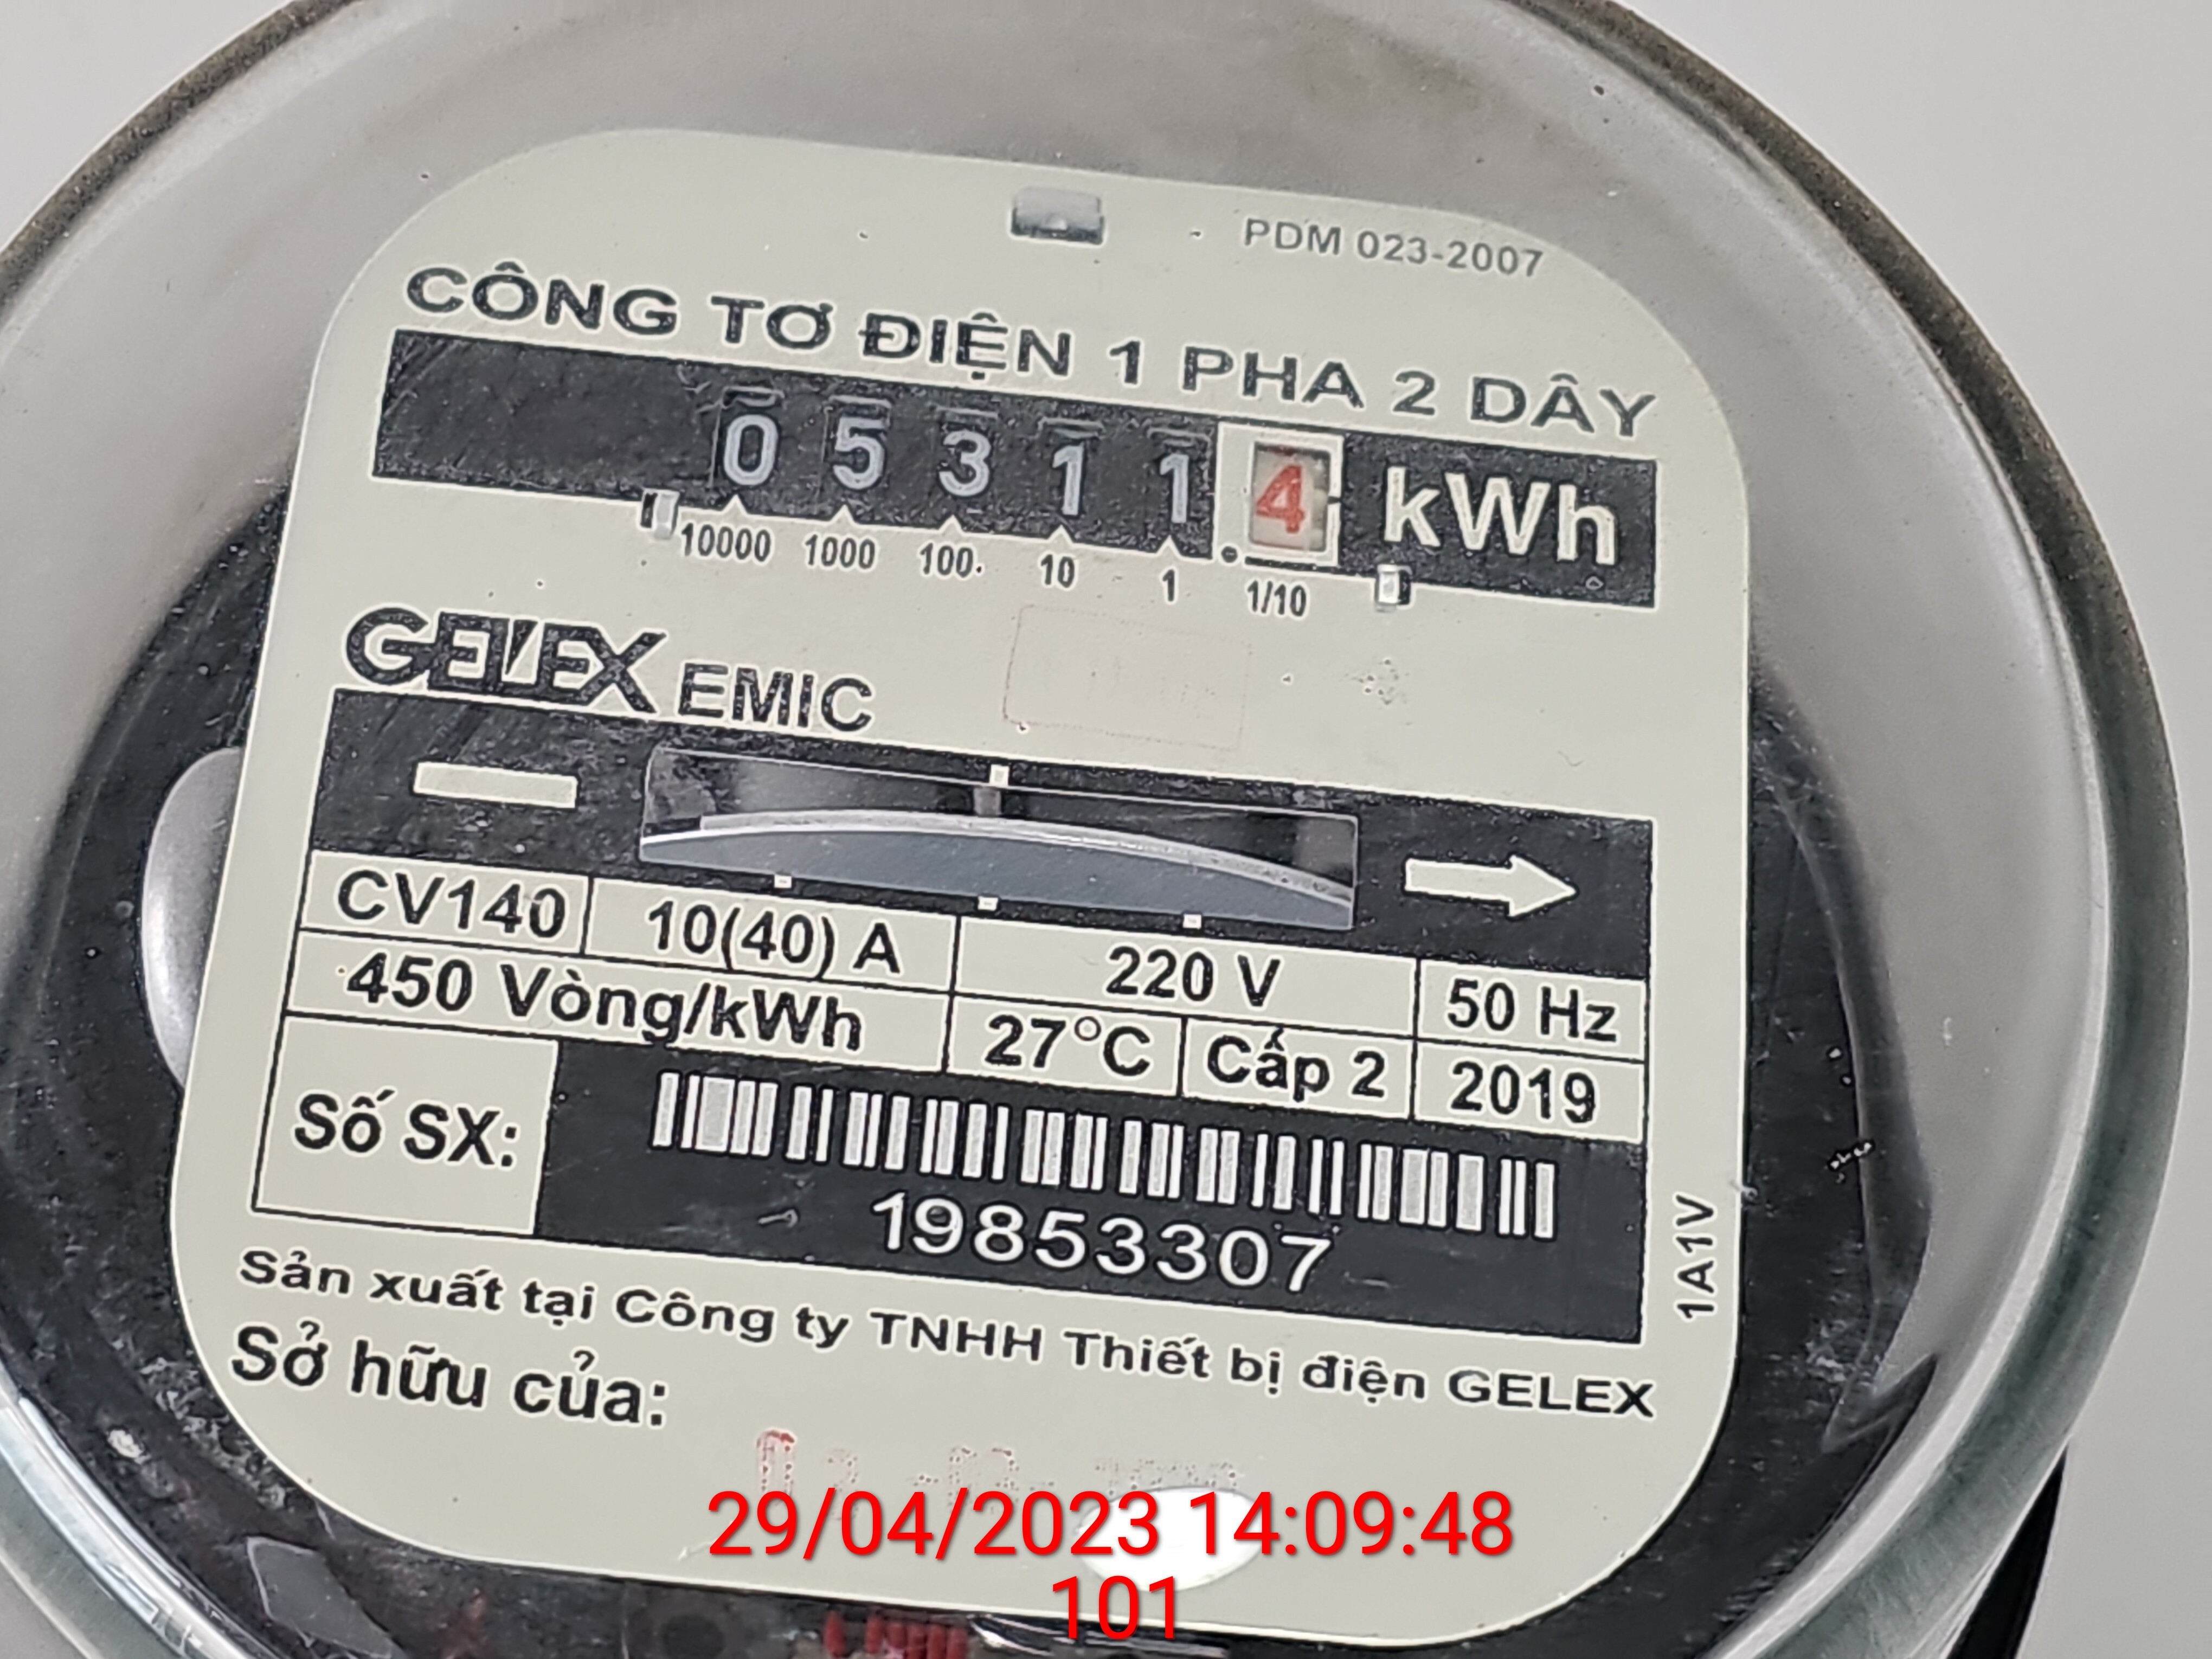 PDM 023-2007
CÔNG TƠ ĐIỆN 1 PHA 2 DÂY
0 5 3 1 1 4 kWh
10000 1000 100 10 1 1/10
GELEX EMIC
CV140 10(40) A 220 V 50 Hz
450 Vòng/kWh 27°C Cấp 2 2019
Số SX:
19853307
1A1V
Sản xuất tại Công ty TNHH Thiết bị điện GELEX
Sở hữu của:
29/04/2023 14:09:48
101